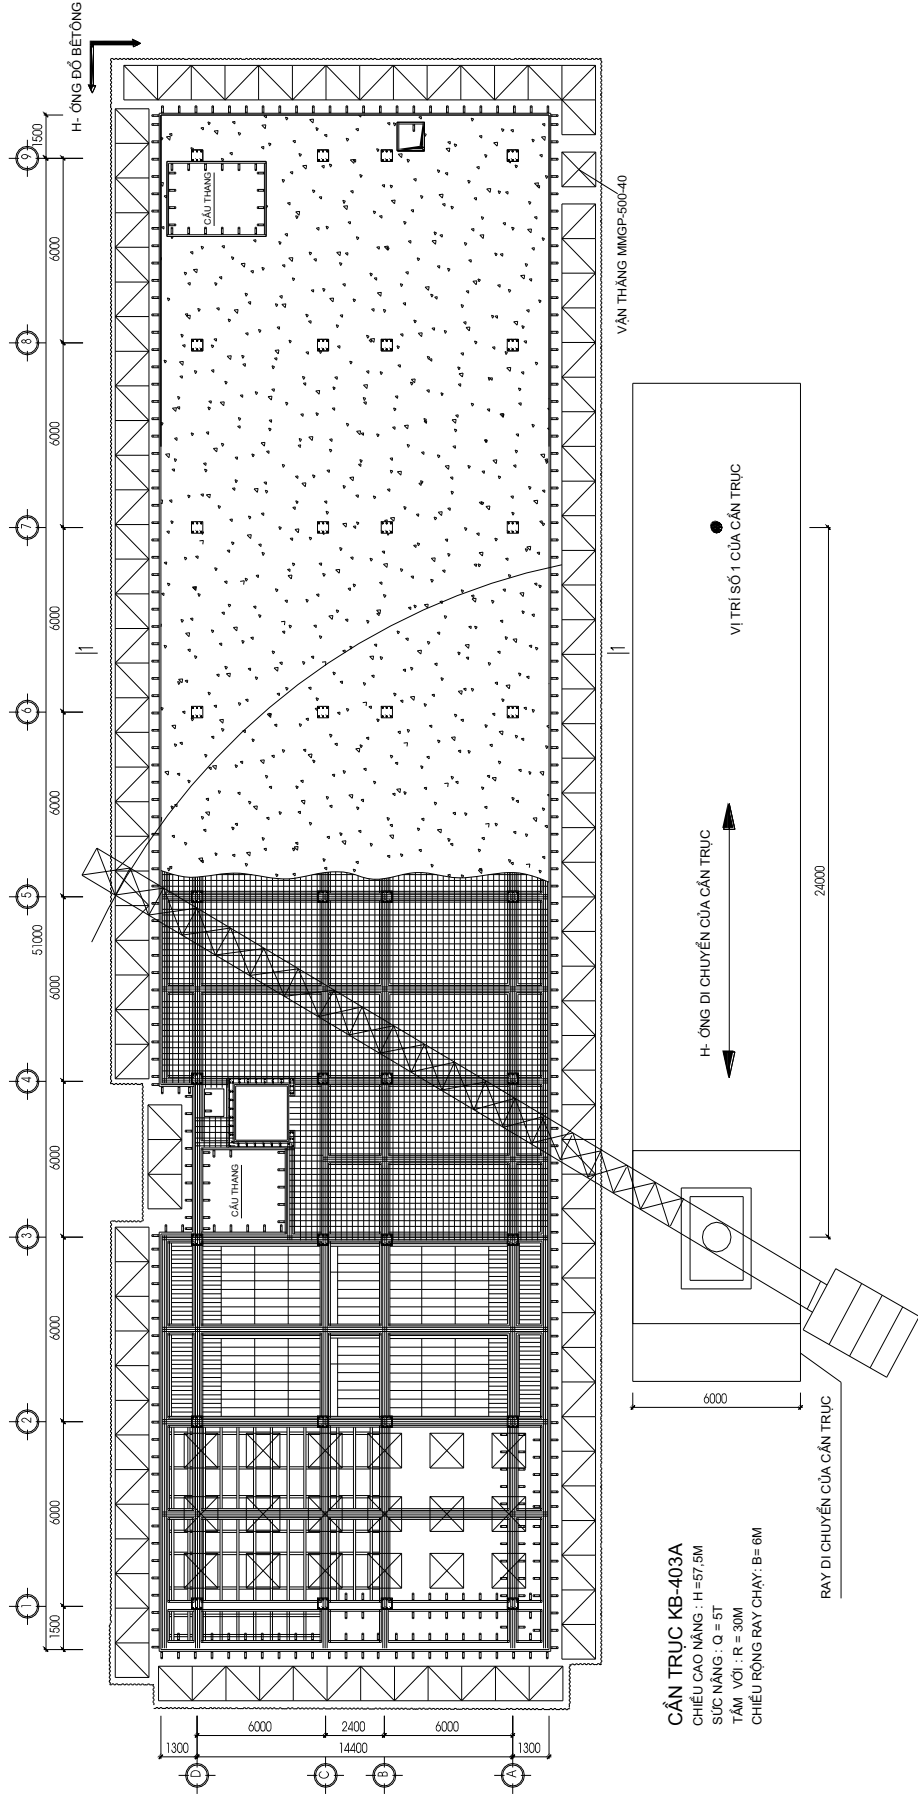 H- ỚNG ĐỔ BÊTÔNG
1 2 3 4 5 6 7 8 9
1500 6000 6000 6000 6000 6000 6000 6000 6000 1500
51000
D C B A
1300 6000 2400 6000 1300
14400
CẦU THANG
CẦU THANG
1
1
VẬN THĂNG MMGP-500-40
VỊ TRÍ SỐ 1 CỦA CẦN TRỤC
H- ỚNG DI CHUYỂN CỦA CẦN TRỤC
24000
6000
RAY DI CHUYỂN CỦA CẦN TRỤC
CẦN TRỤC KB-403A
CHIỀU CAO NÂNG : H =57,5M
SỨC NÂNG : Q = 5T
TẦM VỚI : R = 30M
CHIỀU RỘNG RAY CHẠY: B= 6M